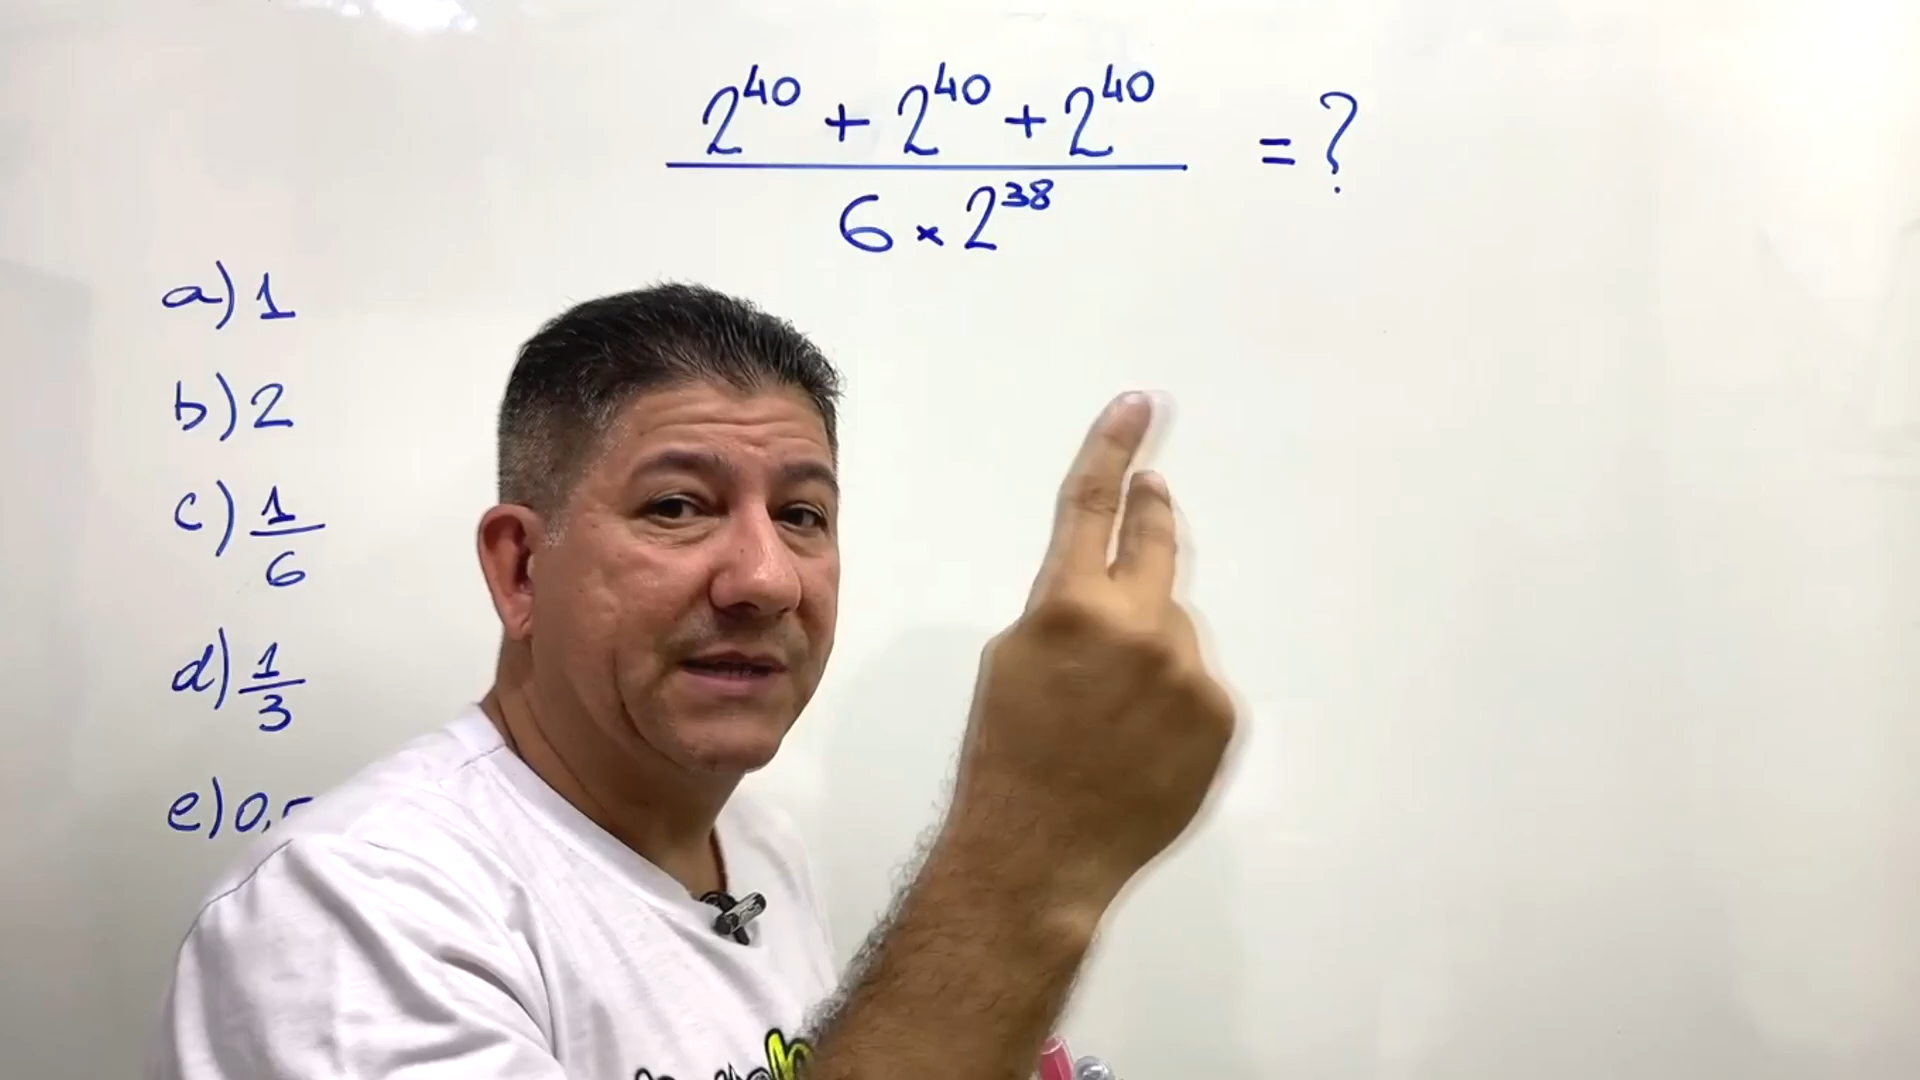 2^40 + 2^40 + 2^40 = ?
6 × 2^38
a) 1
b) 2
c) 1/6
d) 1/3
e) 0,